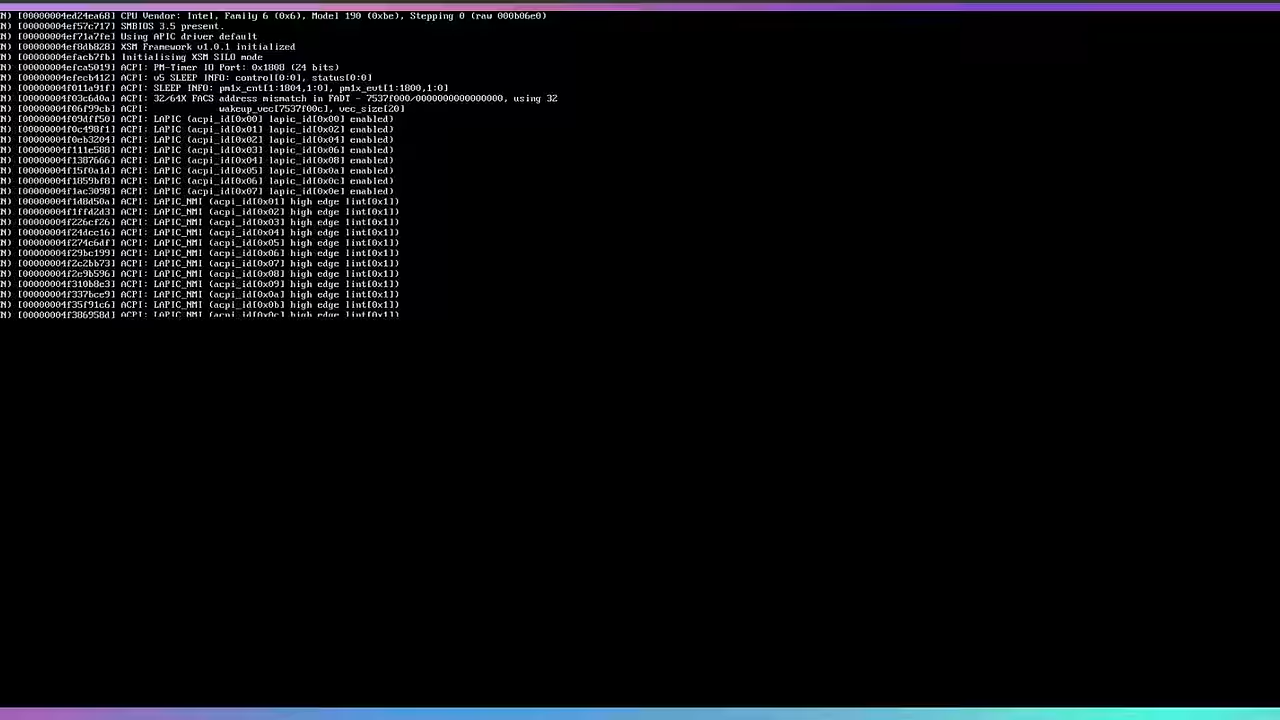 N) [00000004ed24ea68] CPU Vendor: Intel, Family 6 (0x6), Model 190 (0xbe), Stepping 0 (raw 000b06e0)
N) [00000004ef57c717] SMBIOS 3.5 present.
N) [00000004ef71a7fe] Using APIC driver default
N) [00000004ef8db828] XSM Framework v1.0.1 initialized
N) [00000004efacb7fb] Initialising XSM SILO mode
N) [00000004efca5019] ACPI: PM-Timer IO Port: 0x1808 (24 bits)
N) [00000004efecb412] ACPI: v5 SLEEP INFO: control[0:0], status[0:0]
N) [00000004f011a91f] ACPI: SLEEP INFO: pm1x_cnt[1:1804,1:0], pm1x_evt[1:1800,1:0]
N) [00000004f03c6d0a] ACPI: 32/64X FACS address mismatch in FADT - 7537f000/0000000000000000, using 32
N) [00000004f06f99cb] ACPI:             wakeup_vec[7537f00c], vec_size[20]
N) [00000004f09dff50] ACPI: LAPIC (acpi_id[0x00] lapic_id[0x00] enabled)
N) [00000004f0c498f1] ACPI: LAPIC (acpi_id[0x01] lapic_id[0x02] enabled)
N) [00000004f0eb3204] ACPI: LAPIC (acpi_id[0x02] lapic_id[0x04] enabled)
N) [00000004f111e588] ACPI: LAPIC (acpi_id[0x03] lapic_id[0x06] enabled)
N) [00000004f1387666] ACPI: LAPIC (acpi_id[0x04] lapic_id[0x08] enabled)
N) [00000004f15f0a1d] ACPI: LAPIC (acpi_id[0x05] lapic_id[0x0a] enabled)
N) [00000004f1859bf8] ACPI: LAPIC (acpi_id[0x06] lapic_id[0x0c] enabled)
N) [00000004f1ac3098] ACPI: LAPIC (acpi_id[0x07] lapic_id[0x0e] enabled)
N) [00000004f1d8d50a] ACPI: LAPIC_NMI (acpi_id[0x01] high edge lint[0x1])
N) [00000004f1ffd2d3] ACPI: LAPIC_NMI (acpi_id[0x02] high edge lint[0x1])
N) [00000004f226cf26] ACPI: LAPIC_NMI (acpi_id[0x03] high edge lint[0x1])
N) [00000004f24dcc16] ACPI: LAPIC_NMI (acpi_id[0x04] high edge lint[0x1])
N) [00000004f274c6df] ACPI: LAPIC_NMI (acpi_id[0x05] high edge lint[0x1])
N) [00000004f29bc199] ACPI: LAPIC_NMI (acpi_id[0x06] high edge lint[0x1])
N) [00000004f2c2bb73] ACPI: LAPIC_NMI (acpi_id[0x07] high edge lint[0x1])
N) [00000004f2e9b596] ACPI: LAPIC_NMI (acpi_id[0x08] high edge lint[0x1])
N) [00000004f310b8e3] ACPI: LAPIC_NMI (acpi_id[0x09] high edge lint[0x1])
N) [00000004f337bce9] ACPI: LAPIC_NMI (acpi_id[0x0a] high edge lint[0x1])
N) [00000004f35f91c6] ACPI: LAPIC_NMI (acpi_id[0x0b] high edge lint[0x1])
N) [00000004f386958d] ACPI: LAPIC_NMI (acpi_id[0x0c] high edge lint[0x1])